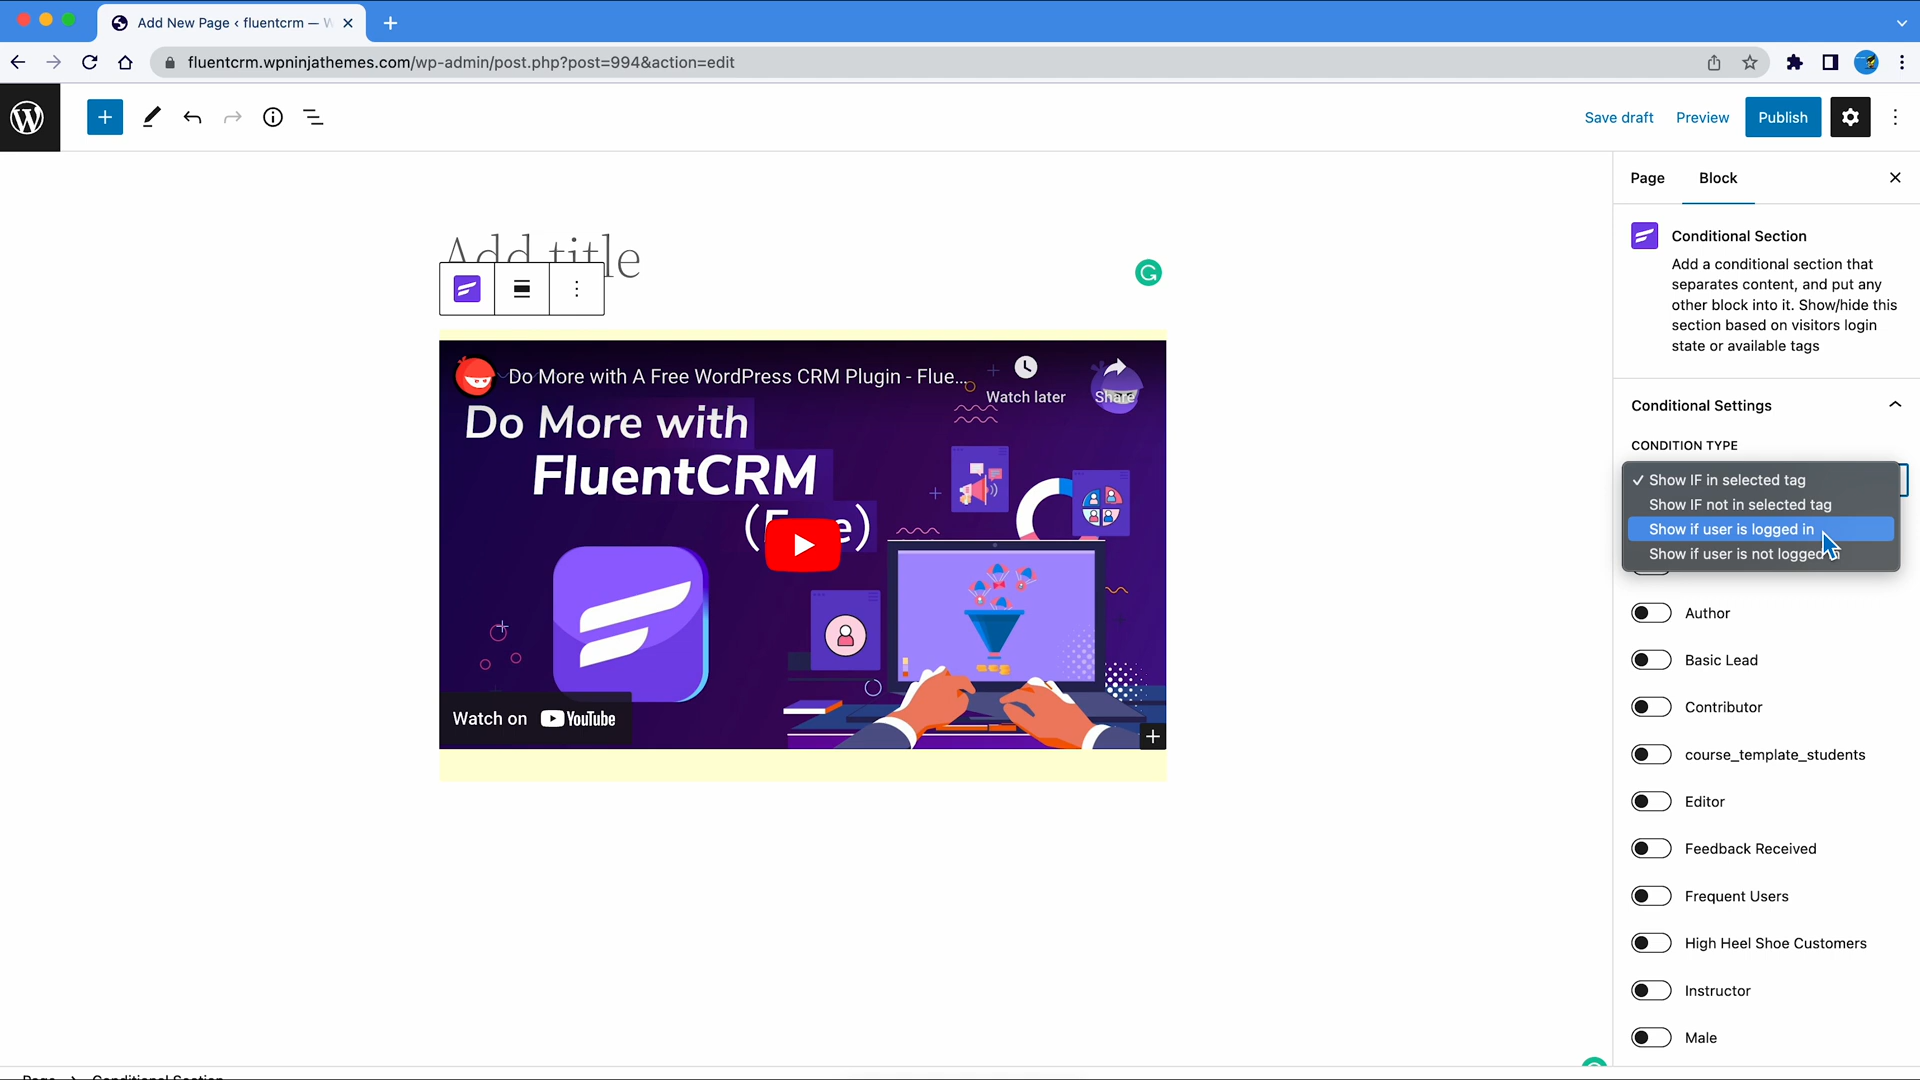 Add New Page ‹ fluentcrm — W
fluentcrm.wpninjathemes.com/wp-admin/post.php?post=994&action=edit
Save draft
Preview
Publish
Page
Block
Add title
Conditional Section
Add a conditional section that
separates content, and put any
other block into it. Show/hide this
section based on visitors login
state or available tags
Do More with A Free WordPress CRM Plugin - Flue...
Watch later
Share
Do More with
FluentCRM
Watch on YouTube
Conditional Settings
CONDITION TYPE
✓ Show IF in selected tag
Show IF not in selected tag
Show if user is logged in
Show if user is not logged
Author
Basic Lead
Contributor
course_template_students
Editor
Feedback Received
Frequent Users
High Heel Shoe Customers
Instructor
Male